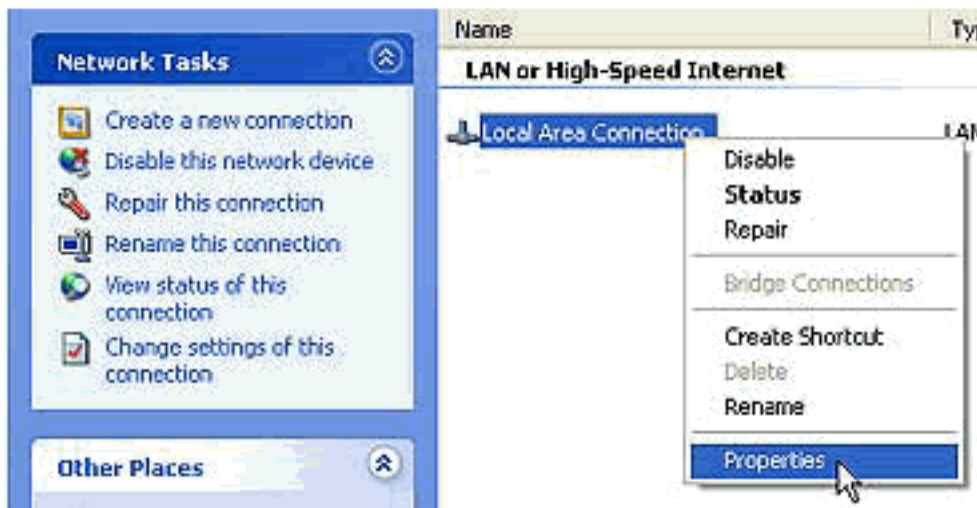 Network Tasks
Create a new connection
Disable this network device
Repair this connection
Rename this connection
View status of this
connection
Change settings of this
connection
Other Places
Name
LAN or High-Speed Internet
Local Area Connection
Disable
Status
Repair
Bridge Connections
Create Shortcut
Delete
Rename
Properties